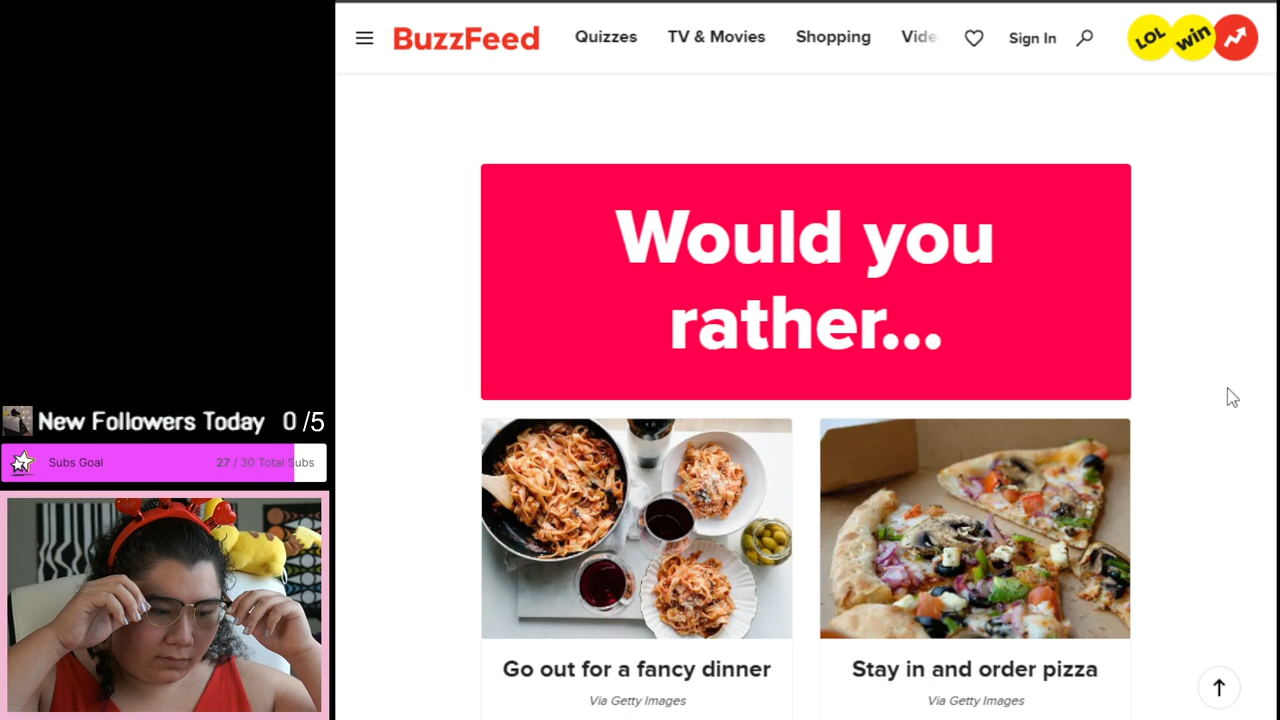 BuzzFeed
Quizzes
TV & Movies
Shopping
Vide
Sign In
LOL
win
Would you
rather...
New Followers Today 0 /5
Subs Goal
27 / 30 Total Subs
Go out for a fancy dinner
Via Getty Images
Stay in and order pizza
Via Getty Images